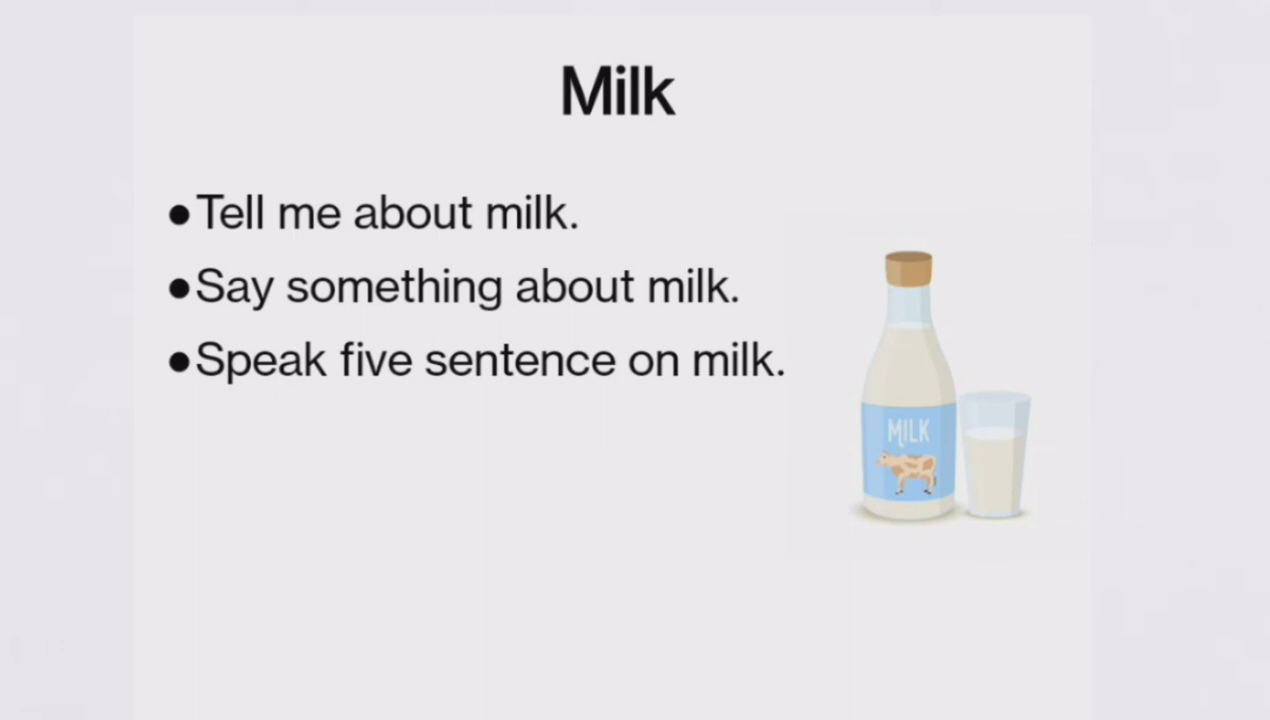 Milk
●Tell me about milk.
●Say something about milk.
●Speak five sentence on milk.
MILK